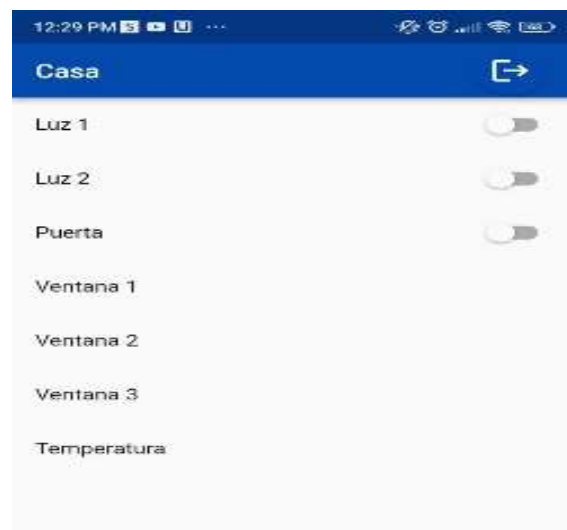 12:29 PM
Casa
Luz 1
Luz 2
Puerta
Ventana 1
Ventana 2
Ventana 3
Temperatura